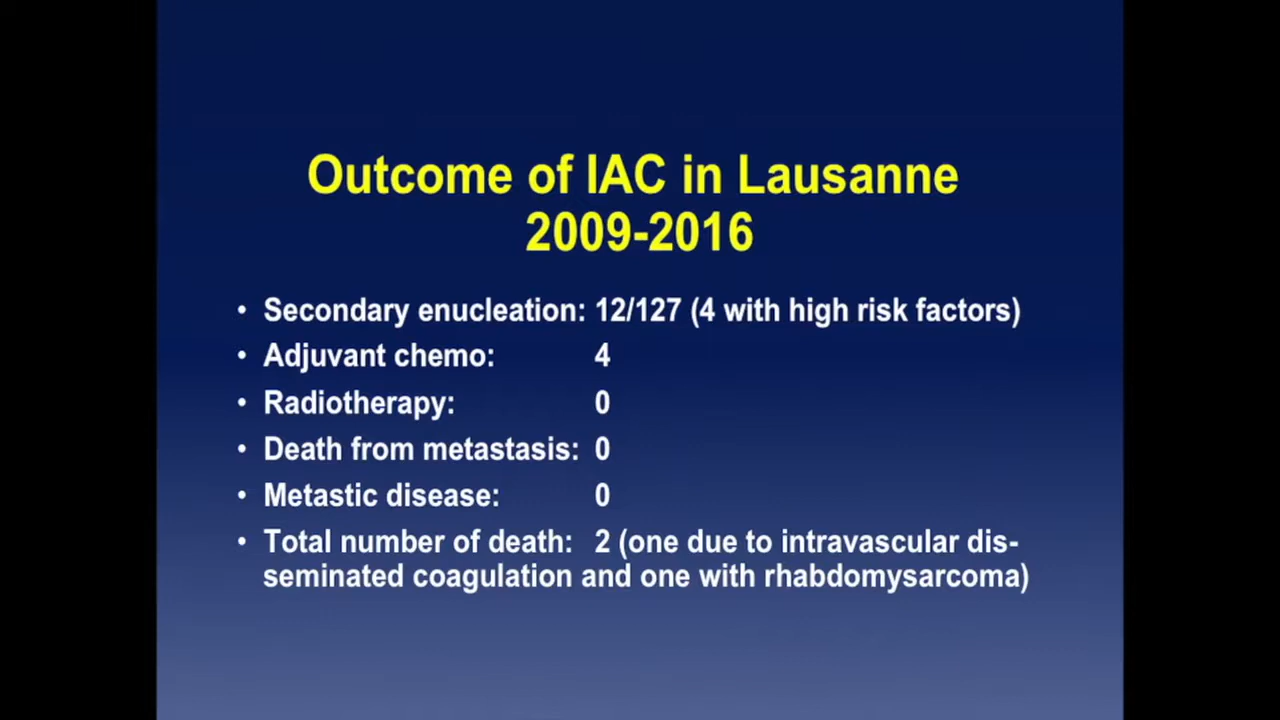 Outcome of IAC in Lausanne
2009-2016
• Secondary enucleation: 12/127 (4 with high risk factors)
• Adjuvant chemo: 4
• Radiotherapy: 0
• Death from metastasis: 0
• Metastic disease: 0
• Total number of death: 2 (one due to intravascular dis-
seminated coagulation and one with rhabdomysarcoma)